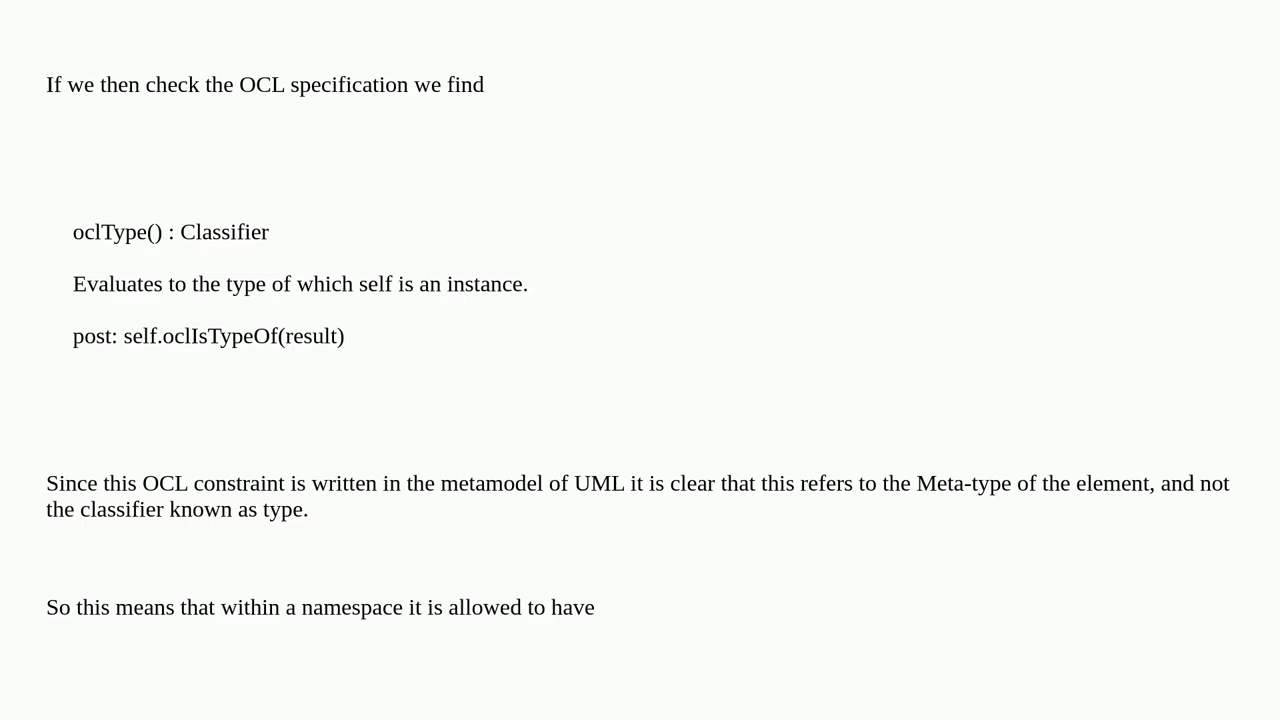 If we then check the OCL specification we find
oclType() : Classifier
Evaluates to the type of which self is an instance.
post: self.oclIsTypeOf(result)
Since this OCL constraint is written in the metamodel of UML it is clear that this refers to the Meta-type of the element, and not
the classifier known as type.
So this means that within a namespace it is allowed to have